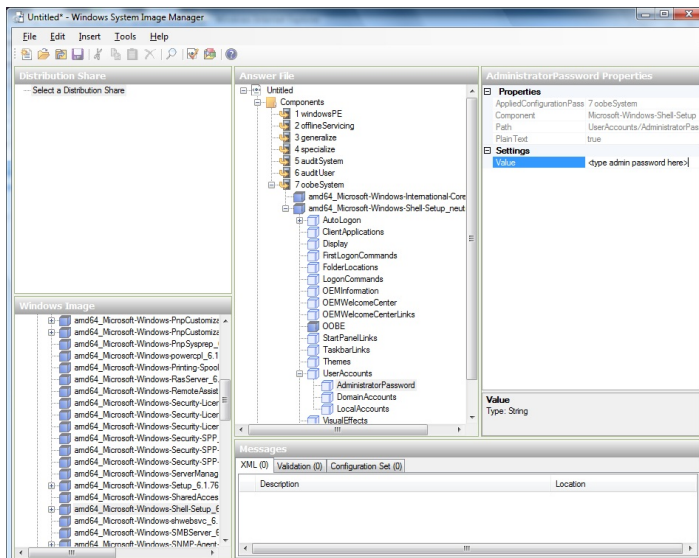 Untitled* - Windows System Image Manager
File Edit Insert Tools Help
Distribution Share
Select a Distribution Share
Windows Image
amd64_Microsoft-Windows-PnpCustomiza
amd64_Microsoft-Windows-PnpCustomiza
amd64_Microsoft-Windows-PnpSysprep_
amd64_Microsoft-Windows-powercpl_6.1
amd64_Microsoft-Windows-Printing-Spool
amd64_Microsoft-Windows-RasServer_6.
amd64_Microsoft-Windows-RemoteAssist
amd64_Microsoft-Windows-Security-Licer
amd64_Microsoft-Windows-Security-Licer
amd64_Microsoft-Windows-Security-Licer
amd64_Microsoft-Windows-Security-SPP_
amd64_Microsoft-Windows-Security-SPP-
amd64_Microsoft-Windows-Security-SPP-
amd64_Microsoft-Windows-ServerManag
amd64_Microsoft-Windows-Setup_6.1.76
amd64_Microsoft-Windows-SharedAcces
amd64_Microsoft-Windows-Shell-Setup_6
amd64_Microsoft-Windows-ehwebsvc_6.
amd64_Microsoft-Windows-SMBServer_6
amd64_Microsoft-Windows-SNMP-Agent-
Answer File
Untitled
Components
1 windowsPE
2 offlineServicing
3 generalize
4 specialize
5 auditSystem
6 auditUser
7 oobeSystem
amd64_Microsoft-Windows-International-Core
amd64_Microsoft-Windows-Shell-Setup_neut
AutoLogon
ClientApplications
Display
FirstLogonCommands
FolderLocations
LogonCommands
OEMInformation
OEMWelcomeCenter
OEMWelcomeCenterLinks
OOBE
StartPanelLinks
TaskbarLinks
Themes
UserAccounts
AdministratorPassword
DomainAccounts
LocalAccounts
VisualEffects
AdministratorPassword Properties
Properties
AppliedConfigurationPass 7 oobeSystem
Component Microsoft-Windows-Shell-Setup
Path UserAccounts/AdministratorPas
PlainText true
Settings
Value <type admin password here>
Value
Type: String
Messages
XML (0) Validation (0) Configuration Set (0)
Description Location